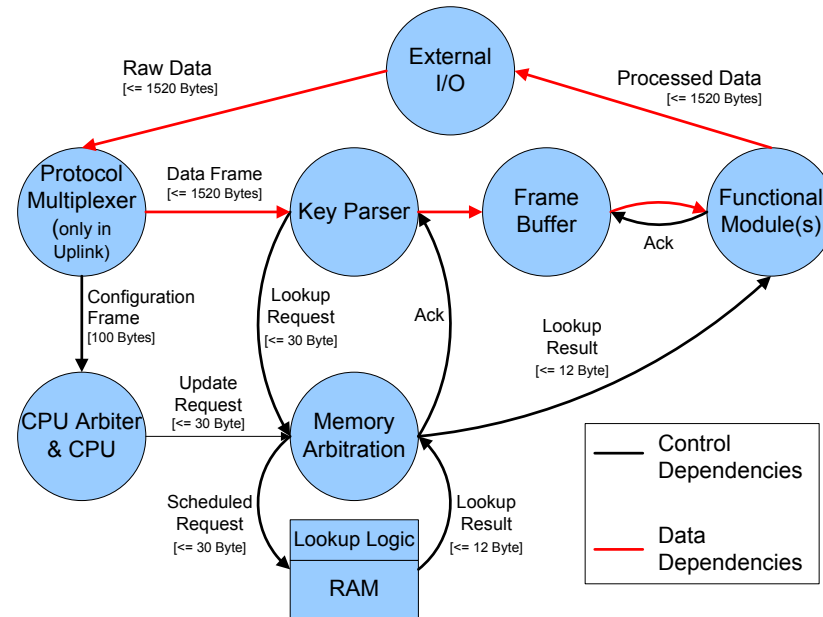 External
I/O
Raw Data
[<= 1520 Bytes]
Processed Data
[<= 1520 Bytes]
Protocol
Multiplexer
(only in
Uplink)
Data Frame
[<= 1520 Bytes]
Key Parser
Frame
Buffer
Functional
Module(s)
Ack
Configuration
Frame
[100 Bytes]
Lookup
Request
[<= 30 Byte]
Ack
Lookup
Result
[<= 12 Byte]
CPU Arbiter
& CPU
Update
Request
[<= 30 Byte]
Memory
Arbitration
Scheduled
Request
[<= 30 Byte]
Lookup
Result
[<= 12 Byte]
Lookup Logic
RAM
Control
Dependencies
Data
Dependencies